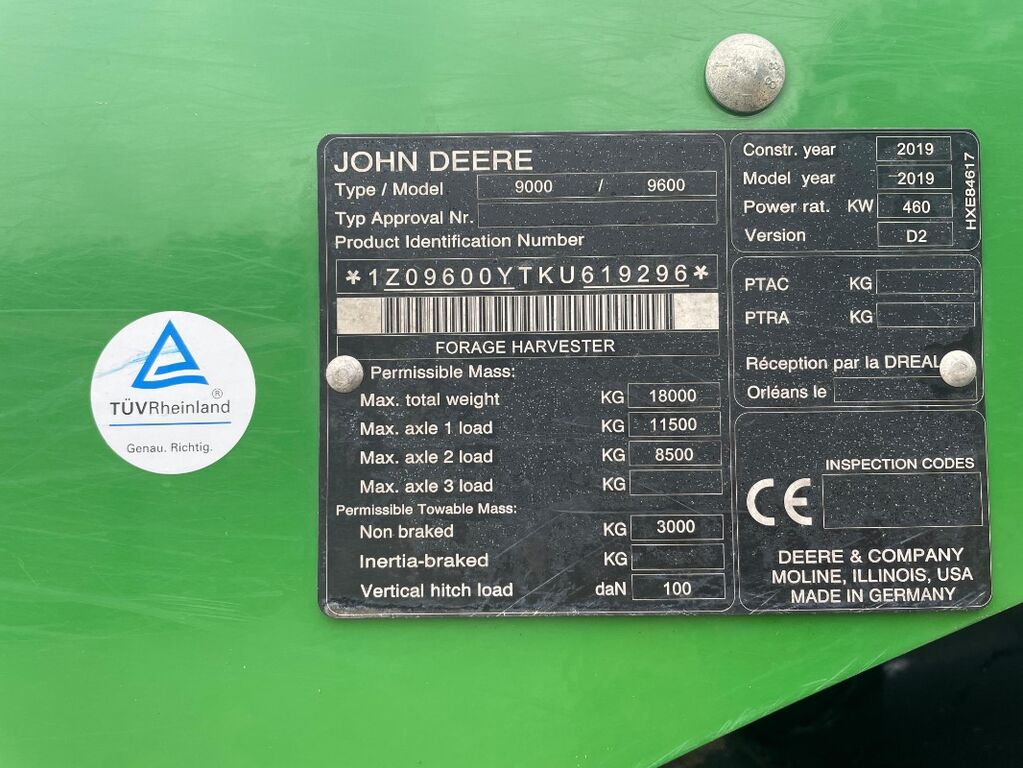 JOHN DEERE
Type / Model 9000 / 9600
Typ Approval Nr.
Product Identification Number
*1Z09600YTKU619296*
FORAGE HARVESTER
Permissible Mass:
Max. total weight KG 18000
Max. axle 1 load KG 11500
Max. axle 2 load KG 8500
Max. axle 3 load KG
Permissible Towable Mass:
Non braked KG 3000
Inertia-braked KG
Vertical hitch load daN 100
Constr. year 2019
Model year 2019
Power rat. KW 460
Version D2
HXE84617
PTAC KG
PTRA KG
Réception par la DREAL
Orléans le
INSPECTION CODES
CE
DEERE & COMPANY
MOLINE, ILLINOIS, USA
MADE IN GERMANY
TÜVRheinland®
Genau. Richtig.